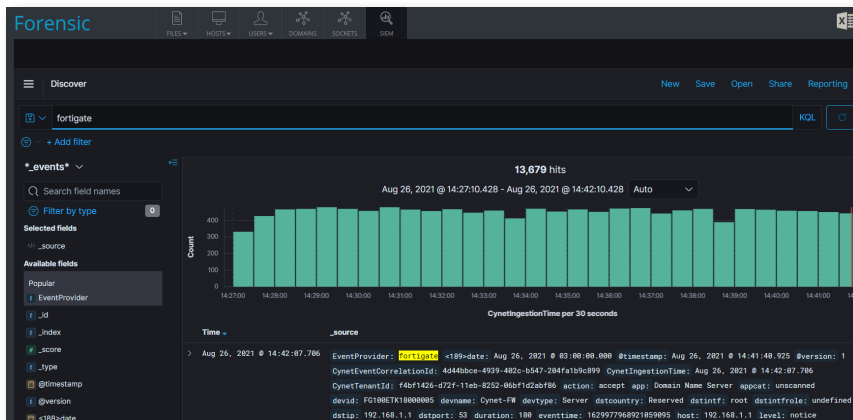 Forensic
FILES HOSTS USERS DOMAINS SOCKETS SIEM
Discover New Save Open Share Reporting
fortigate KQL
+ Add filter
*_events*
Search field names
Filter by type 0
Selected fields
</> _source
Available fields
Popular
t EventProvider
t _id
t _index
# _score
t _type
@timestamp
t @version
<188>date
13,679 hits
Aug 26, 2021 @ 14:27:10.428 - Aug 26, 2021 @ 14:42:10.428 Auto
Count
400
300
200
100
0
14:27:00 14:28:00 14:29:00 14:30:00 14:31:00 14:32:00 14:33:00 14:34:00 14:35:00 14:36:00 14:37:00 14:38:00 14:39:00 14:40:00 14:41:00
CynetIngestionTime per 30 seconds
Time _source
> Aug 26, 2021 @ 14:42:07.706 EventProvider: fortigate <189>date: Aug 26, 2021 @ 03:00:00.000 @timestamp: Aug 26, 2021 @ 14:41:40.925 @version: 1
CynetEventCorrelationId: 4d44bbce-4939-402c-b547-204fa1b9c899 CynetIngestionTime: Aug 26, 2021 @ 14:42:07.706
CynetTenantId: f4bf1426-d72f-11eb-8252-06bf1d2abf86 action: accept app: Domain Name Server appcat: unscanned
devid: FG100ETK18000005 devname: Cynet-FW devtype: Server dstcountry: Reserved dstintf: root dstintfrole: undefined
dstip: 192.168.1.1 dstport: 53 duration: 180 eventtime: 1629977968921059095 host: 192.168.1.1 level: notice